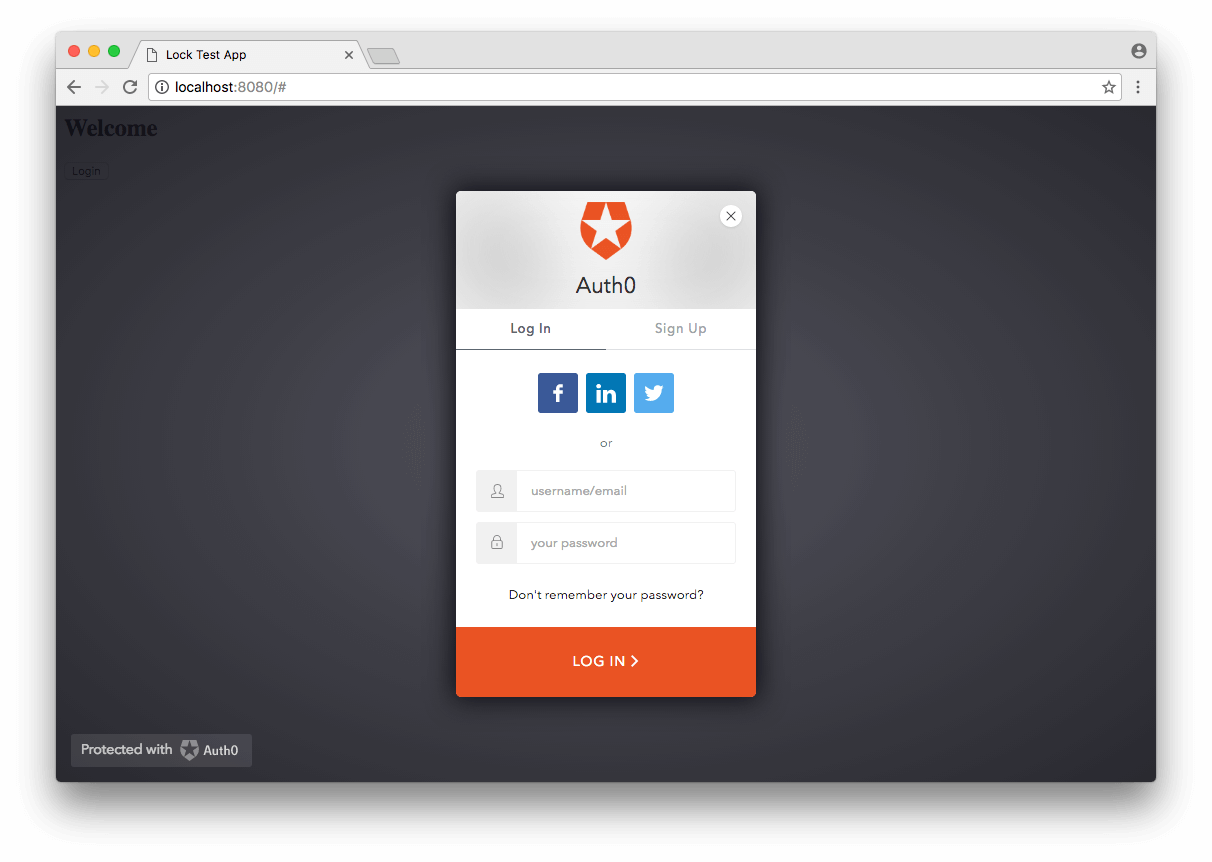 Lock Test App
localhost:8080/#
Welcome
Login
Auth0
Log In Sign Up
f in
or
username/email
your password
Don't remember your password?
LOG IN
Protected with Auth0